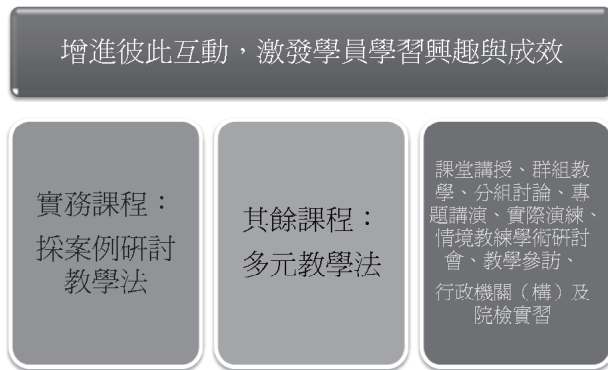 增進彼此互動，激發學員學習興趣與成效
實務課程：
採案例研討
教學法
其餘課程：
多元教學法
課堂講授、群組教
學、分組討論、專
題講演、實際演練、
情境教練學術研討
會、教學參訪、
行政機關（構）及
院檢實習